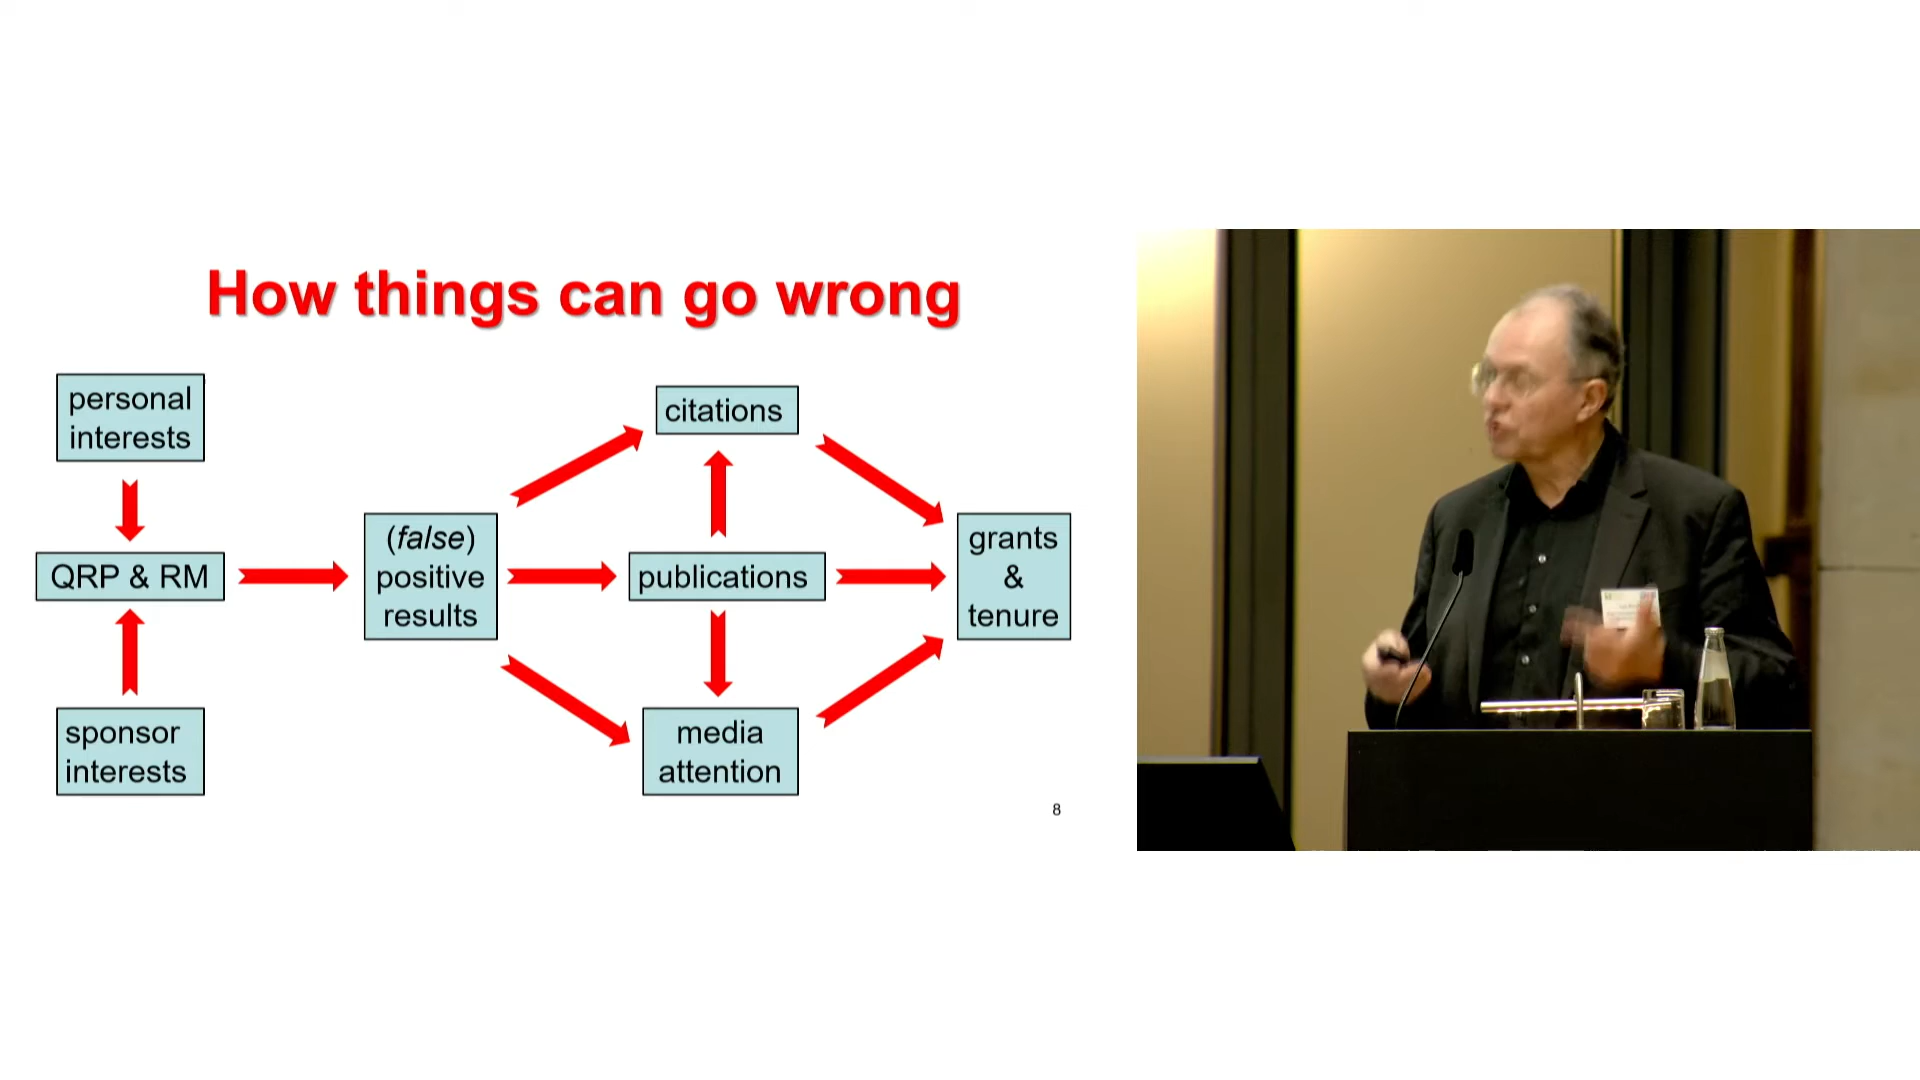 How things can go wrong
personal
interests
QRP & RM
sponsor
interests
(false)
positive
results
citations
publications
media
attention
grants
&
tenure
8